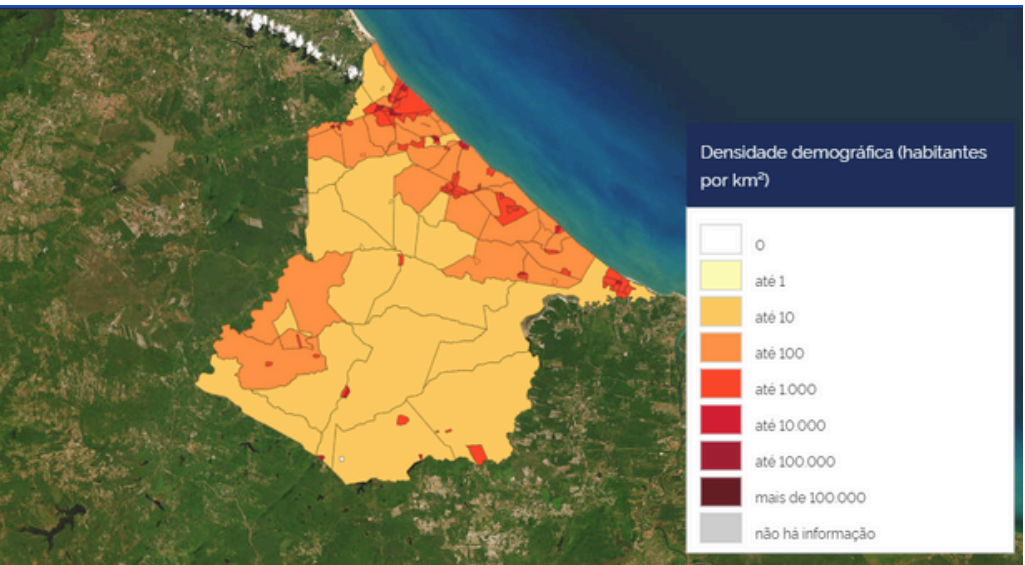 Densidade demográfica (habitantes
por km²)
0
até 1
até 10
até 100
até 1.000
até 10.000
até 100.000
mais de 100.000
não há informação